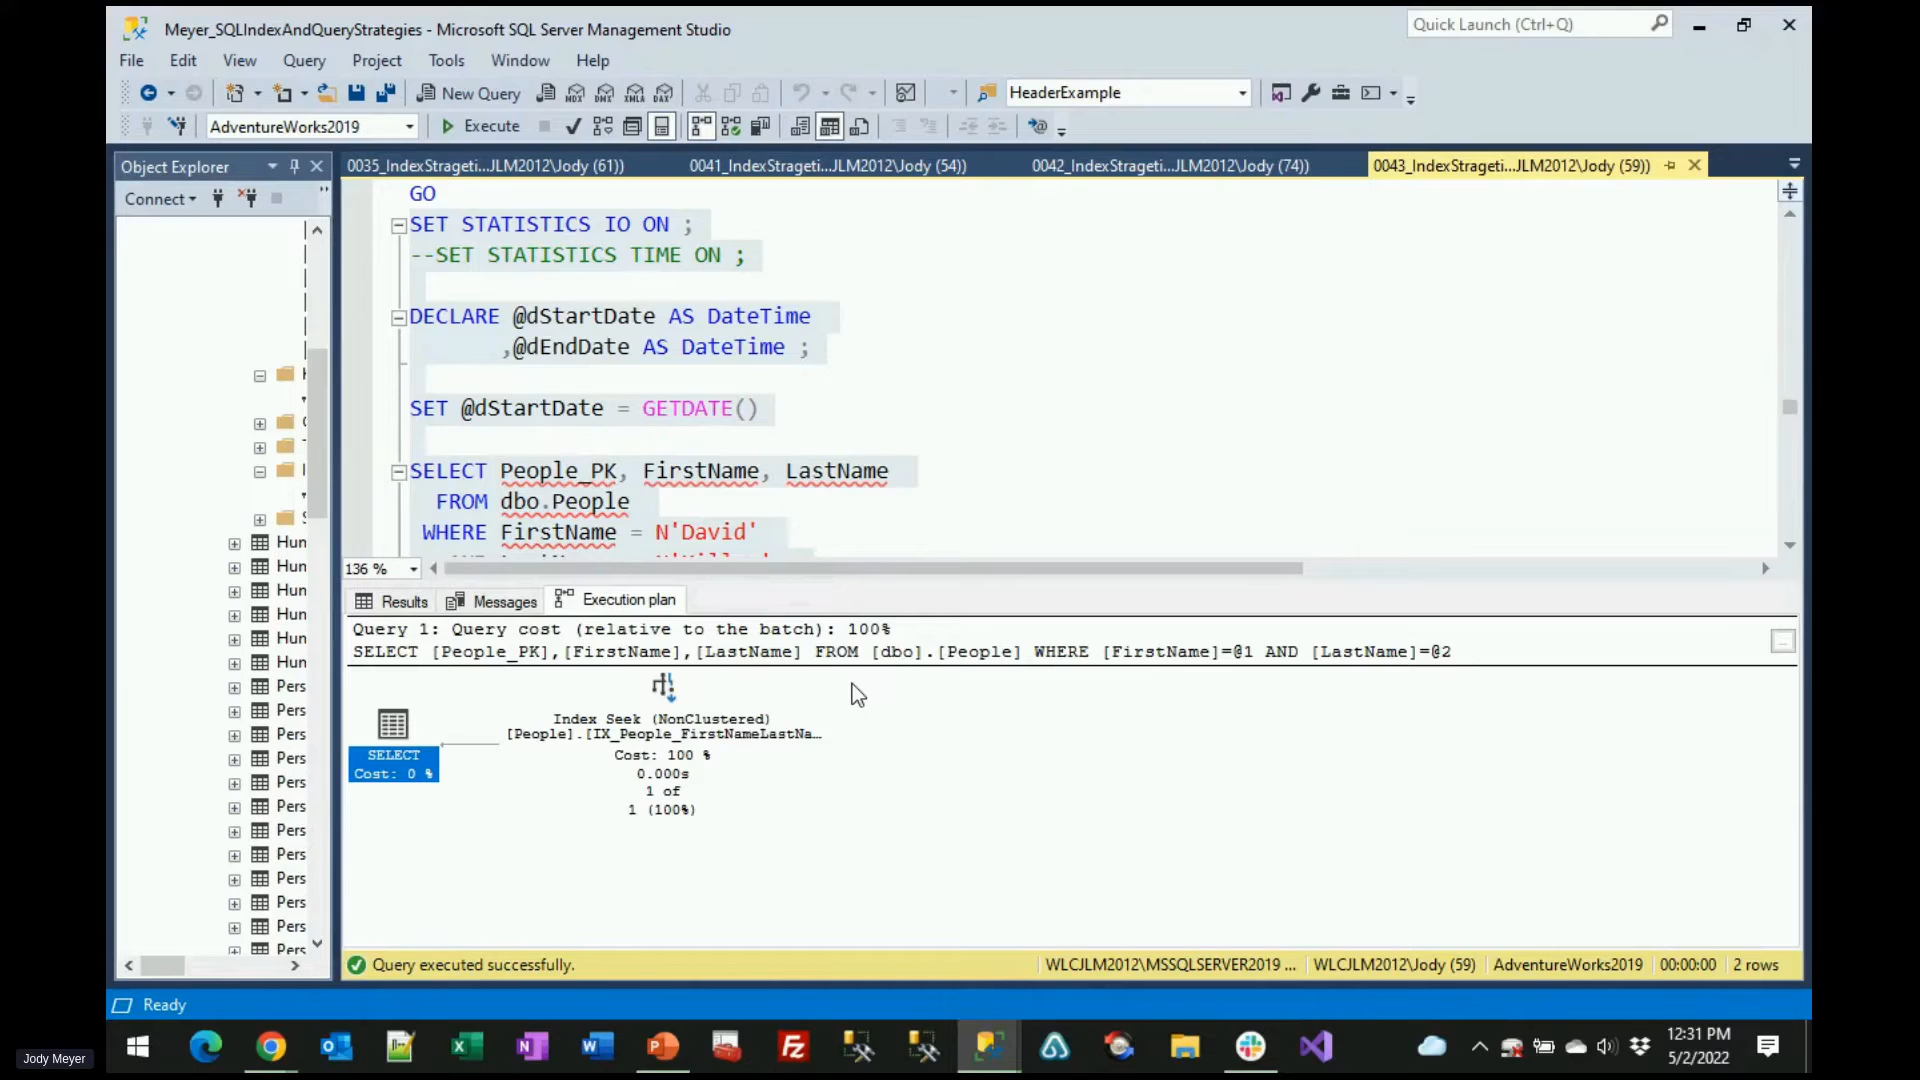 Meyer_SQLIndexAndQueryStrategies - Microsoft SQL Server Management Studio
Quick Launch (Ctrl+Q)
File Edit View Query Project Tools Window Help
New Query
HeaderExample
AdventureWorks2019
Execute
Object Explorer
0035_IndexStrageti...JLM2012\Jody (61))
0041_IndexStrageti...JLM2012\Jody (54))
0042_IndexStrageti...JLM2012\Jody (74))
0043_IndexStrageti...JLM2012\Jody (59))
Connect
GO
SET STATISTICS IO ON ;
--SET STATISTICS TIME ON ;
DECLARE @dStartDate AS DateTime
,@dEndDate AS DateTime ;
SET @dStartDate = GETDATE()
SELECT People_PK, FirstName, LastName
FROM dbo.People
WHERE FirstName = N'David'
136 %
Hun
Hun
Hun
Hun
Hun
Hun
Pers
Pers
Pers
Pers
Pers
Pers
Pers
Pers
Pers
Pers
Pers
Pers
Results
Messages
Execution plan
Query 1: Query cost (relative to the batch): 100%
SELECT [People_PK],[FirstName],[LastName] FROM [dbo].[People] WHERE [FirstName]=@1 AND [LastName]=@2
SELECT
Cost: 0 %
Index Seek (NonClustered)
[People].[IX_People_FirstNameLastNa...
Cost: 100 %
0.000s
1 of
1 (100%)
Query executed successfully.
WLCJLM2012\MSSQLSERVER2019 ...
WLCJLM2012\Jody (59)
AdventureWorks2019
00:00:00
2 rows
Ready
Jody Meyer
12:31 PM
5/2/2022